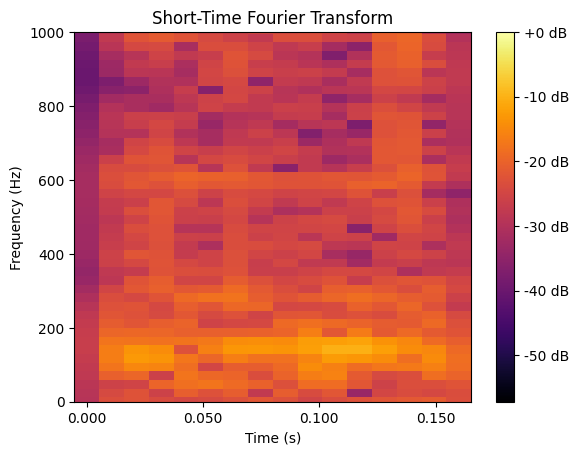 Short-Time Fourier Transform
1000
800
600
400
200
0
Frequency (Hz)
0.000
0.050
0.100
0.150
Time (s)
+0 dB
-10 dB
-20 dB
-30 dB
-40 dB
-50 dB